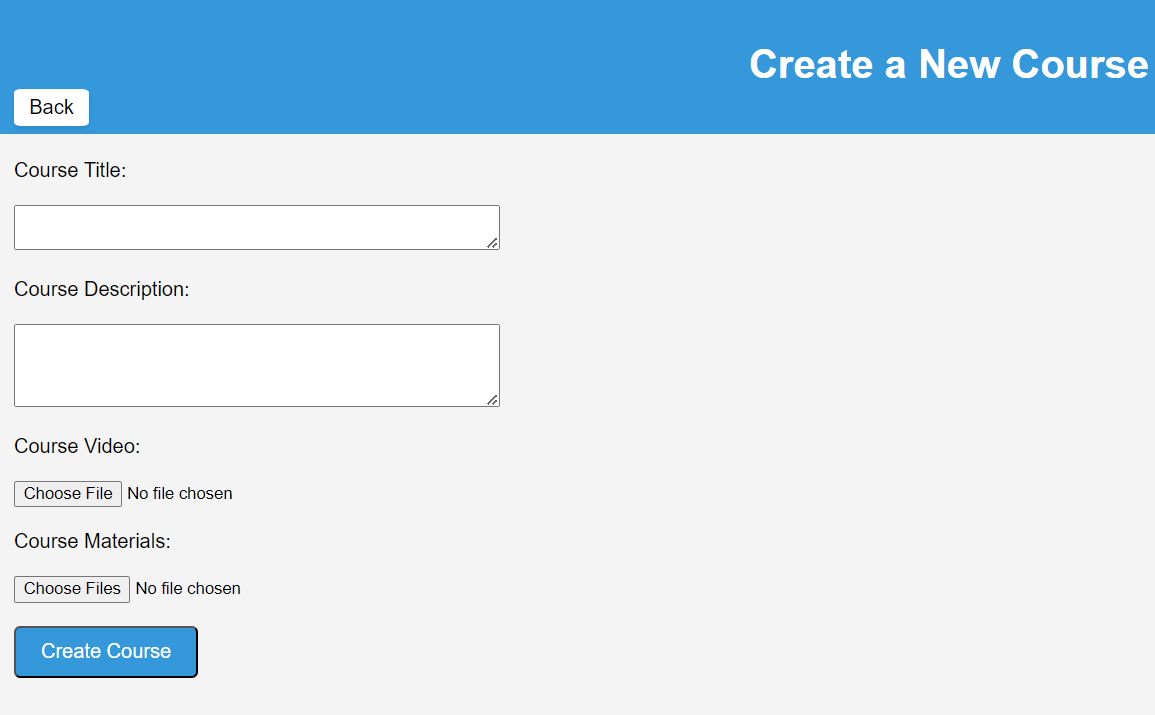 Create a New Course
Back
Course Title:
Course Description:
Course Video:
Choose File No file chosen
Course Materials:
Choose Files No file chosen
Create Course